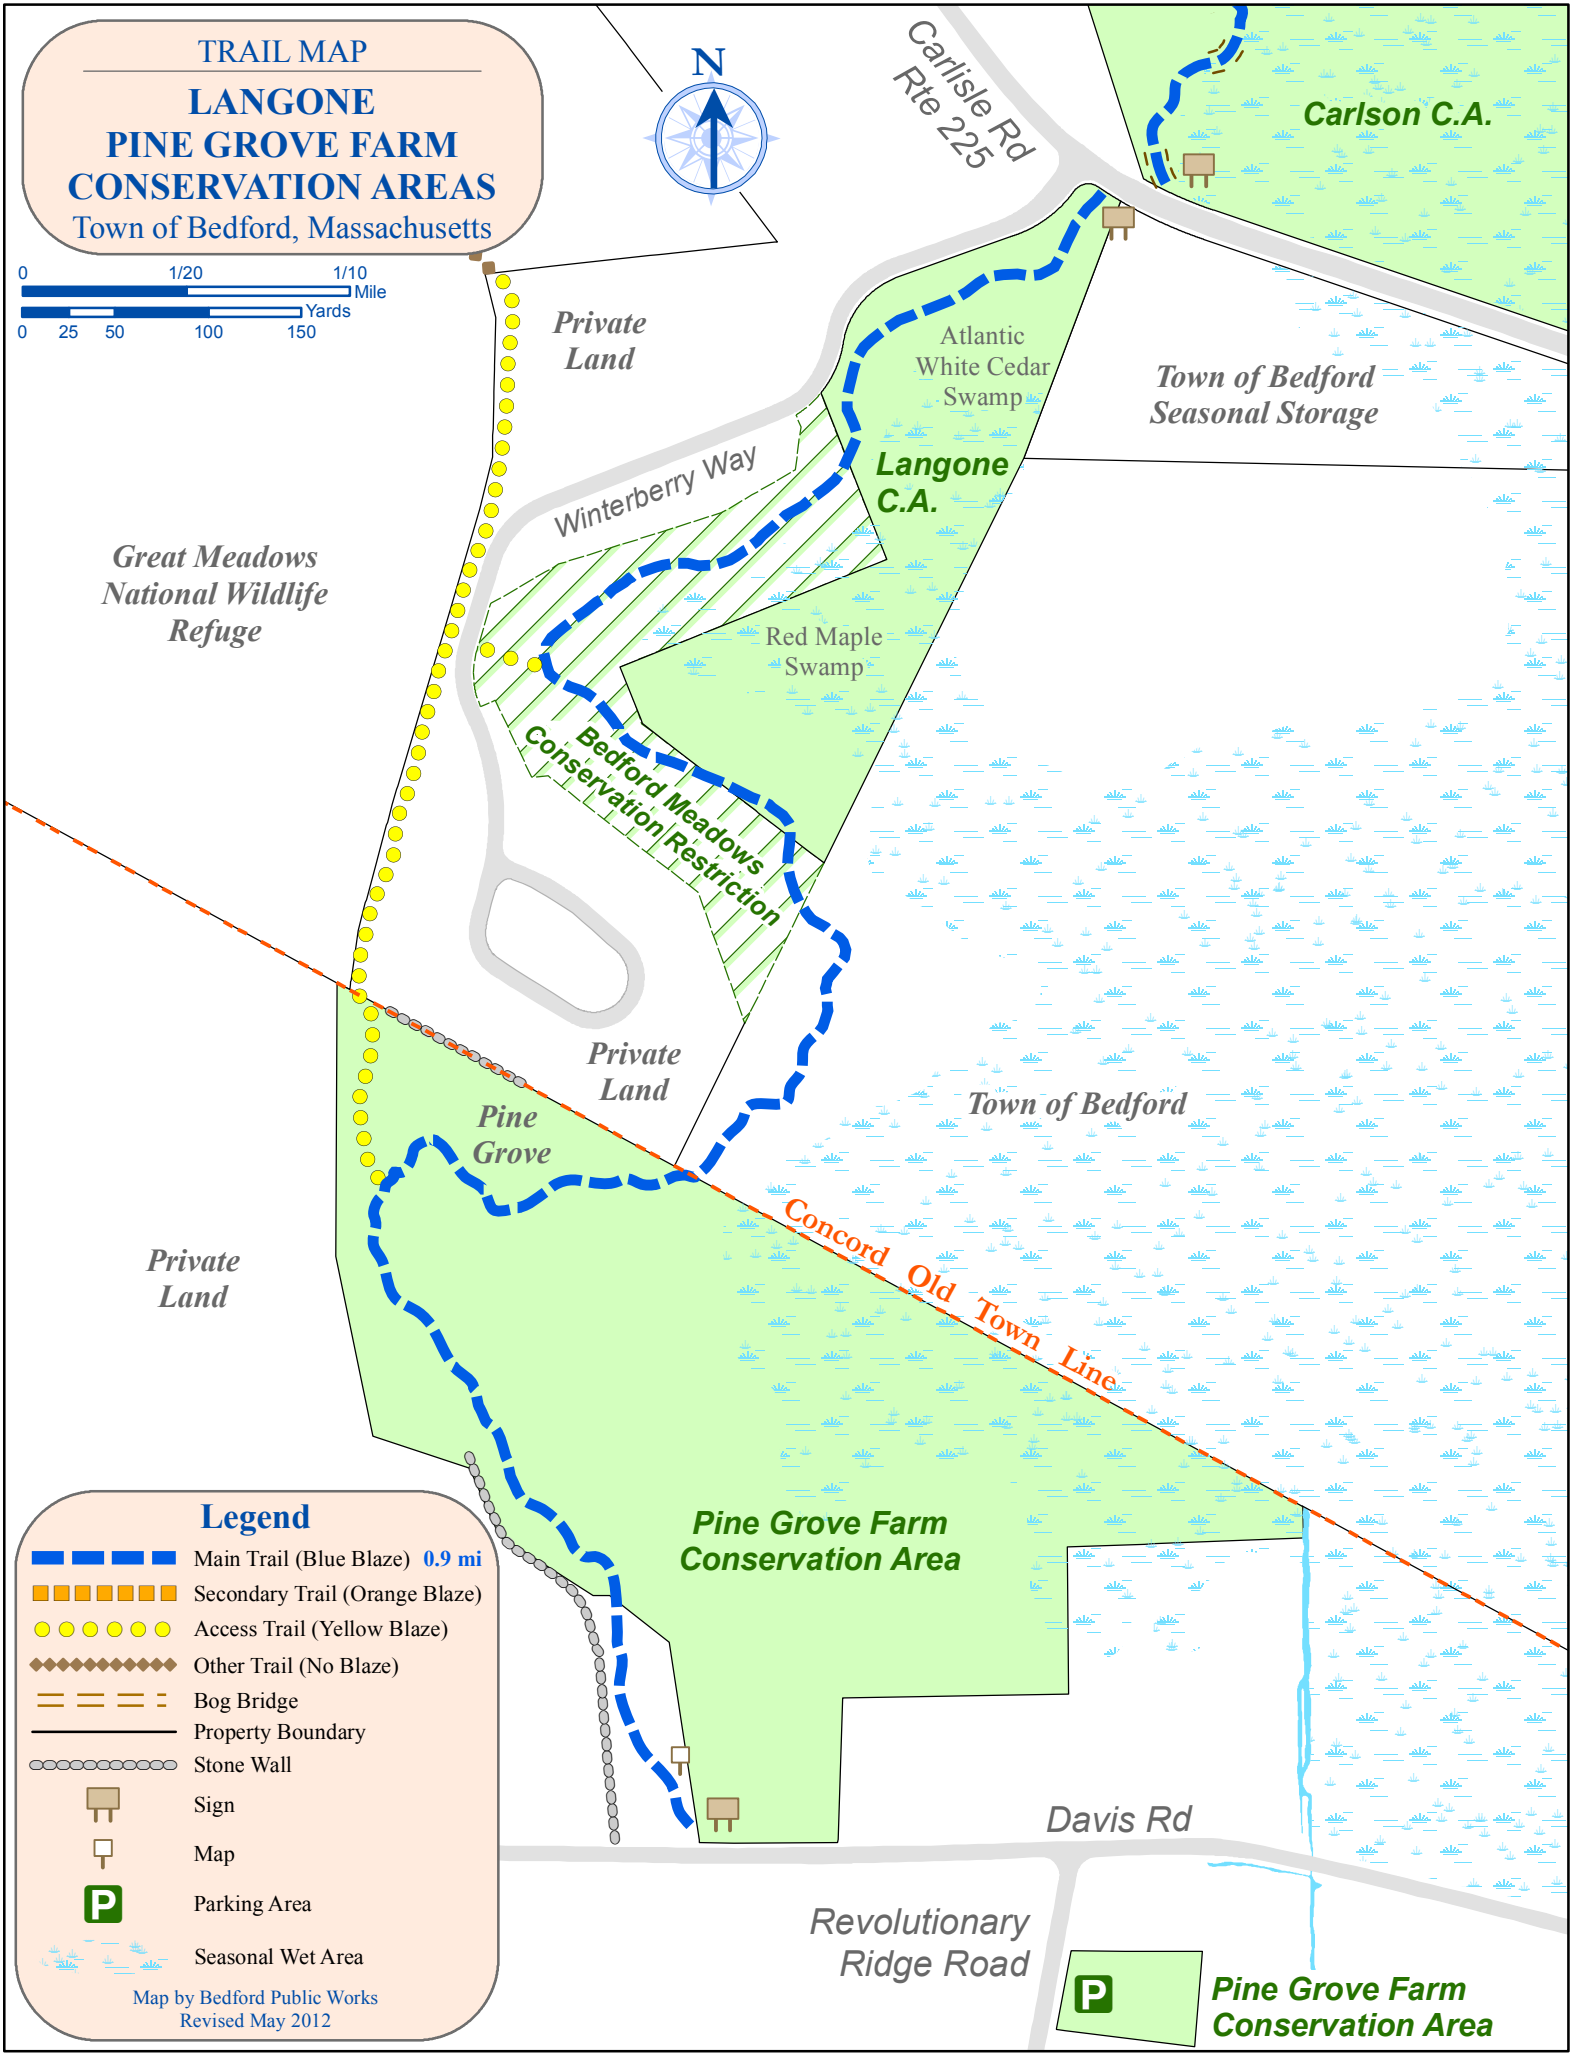 TRAIL MAP
LANGONE
PINE GROVE FARM
CONSERVATION AREAS
Town of Bedford, Massachusetts
0 1/20 1/10
Mile
Yards
0 25 50 100 150
N
Carlisle Rd
Rte 225
Carlson C.A.
Private
Land
Atlantic
White Cedar
Swamp
Town of Bedford
Seasonal Storage
Winterberry Way
Langone
C.A.
Great Meadows
National Wildlife
Refuge
Red Maple
Swamp
Bedford Meadows
Conservation Restriction
Private
Land
Pine
Grove
Town of Bedford
Concord Old Town Line
Private
Land
Pine Grove Farm
Conservation Area
Legend
Main Trail (Blue Blaze) 0.9 mi
Secondary Trail (Orange Blaze)
Access Trail (Yellow Blaze)
Other Trail (No Blaze)
Bog Bridge
Property Boundary
Stone Wall
Sign
Map
P Parking Area
Seasonal Wet Area
Map by Bedford Public Works
Revised May 2012
Davis Rd
Revolutionary
Ridge Road
P
Pine Grove Farm
Conservation Area